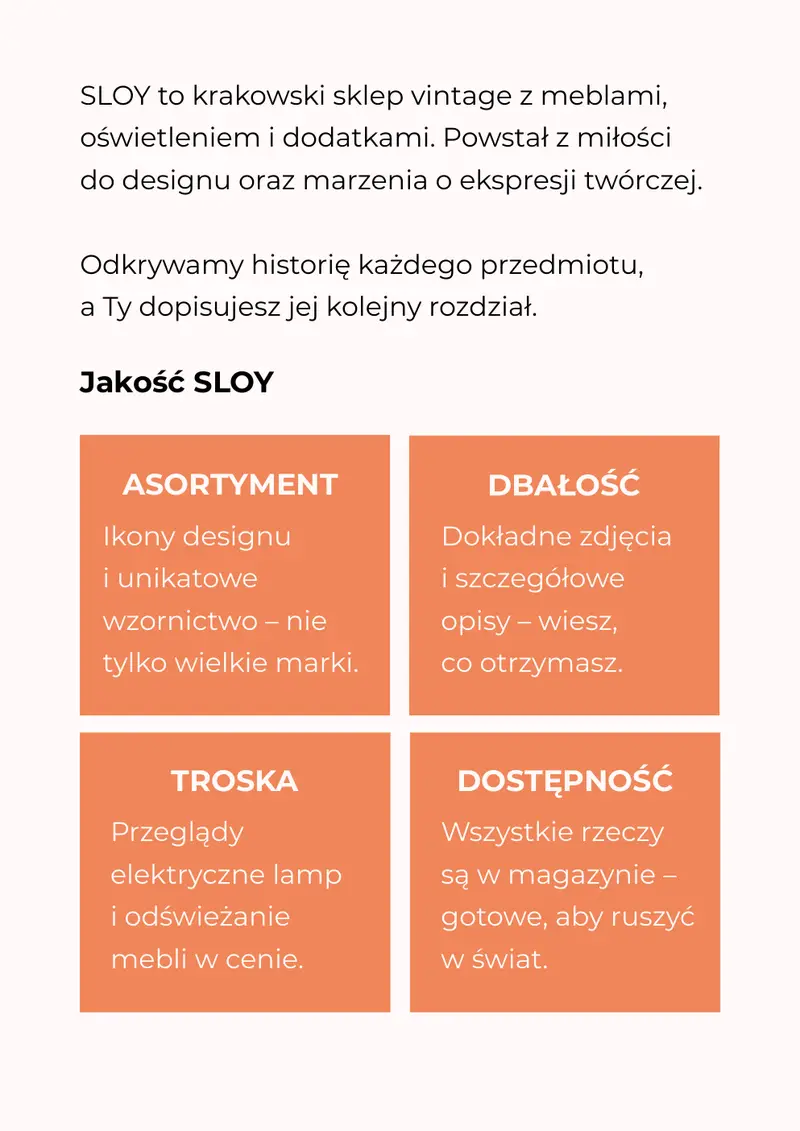 SLOY to krakowski sklep vintage z meblami,
oświetleniem i dodatkami. Powstał z miłości
do designu oraz marzenia o ekspresji twórczej.
Odkrywamy historię każdego przedmiotu,
a Ty dopisujesz jej kolejny rozdział.
Jakość SLOY
ASORTYMENT
Ikony designu
i unikatowe
wzornictwo – nie
tylko wielkie marki.
DBAŁOŚĆ
Dokładne zdjęcia
i szczegółowe
opisy – wiesz,
co otrzymasz.
TROSKA
Przeglądy
elektryczne lamp
i odświeżanie
mebli w cenie.
DOSTĘPNOŚĆ
Wszystkie rzeczy
są w magazynie –
gotowe, aby ruszyć
w świat.